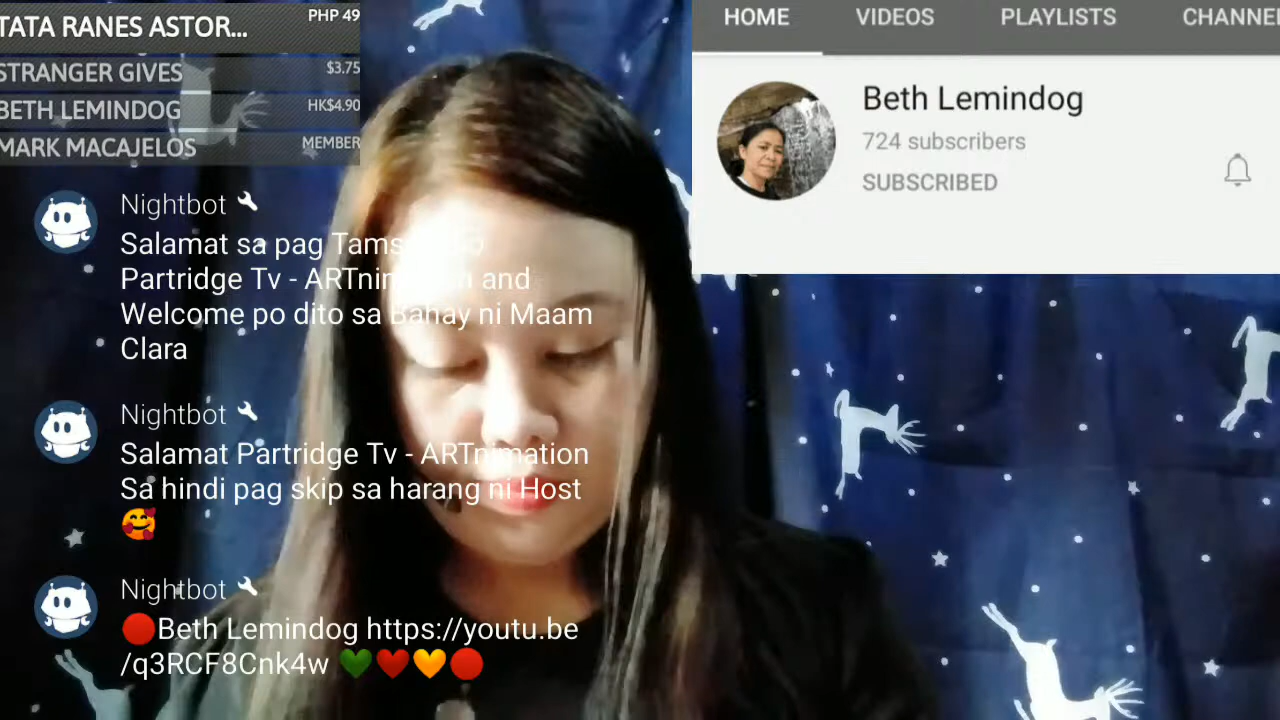 TATA RANES ASTOR... PHP 49
STRANGER GIVES $3.75
BETH LEMINDOG HK$4.90
MARK MACAJELOS MEMBER
Nightbot
Salamat sa pag
Partridge Tv - and
Welcome po dito sa Bahay ni Maam
Clara
Nightbot
Salamat Partridge Tv - ARTnimation
Sa hindi pag skip sa harang ni Host
🥰
Nightbot
🔴Beth Lemindog https://youtu.be
/q3RCF8Cnk4w 💚❤️🧡🔴
HOME VIDEOS PLAYLISTS
Beth Lemindog
724 subscribers
SUBSCRIBED